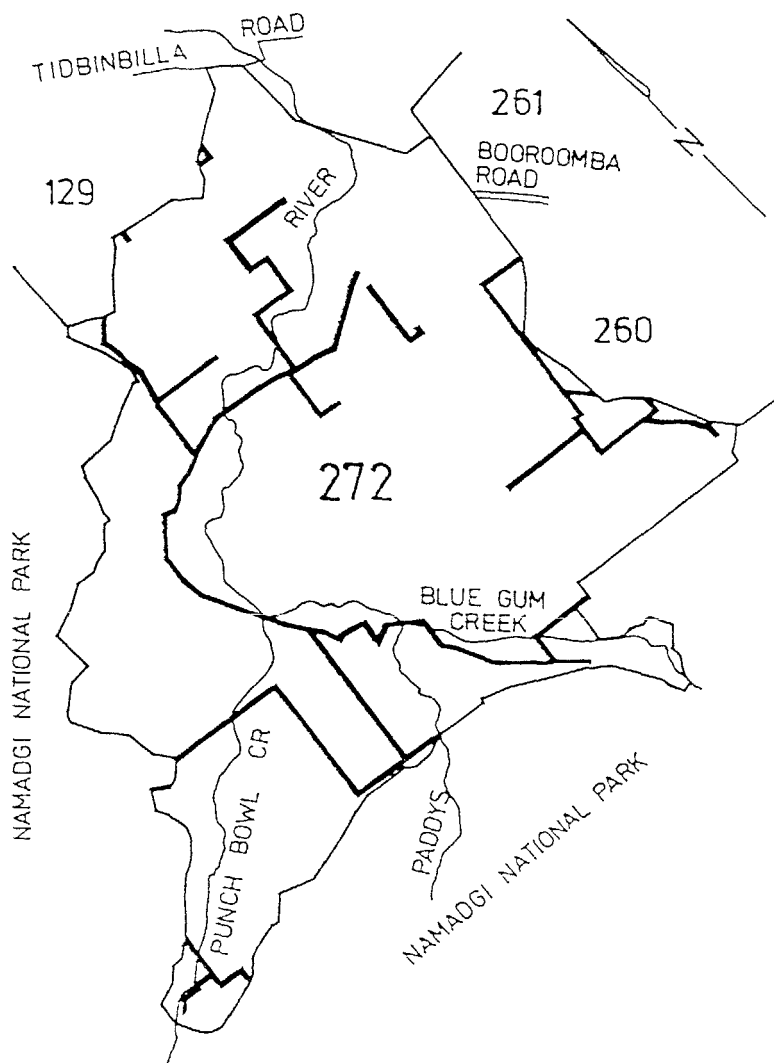 ROAD
TIDBINBILLA
261
BOOROOMBA
ROAD
N
129
RIVER
260
272
NAMADGI NATIONAL PARK
BLUE GUM
CREEK
PUNCH BOWL CR
PADDYS
NAMADGI NATIONAL PARK